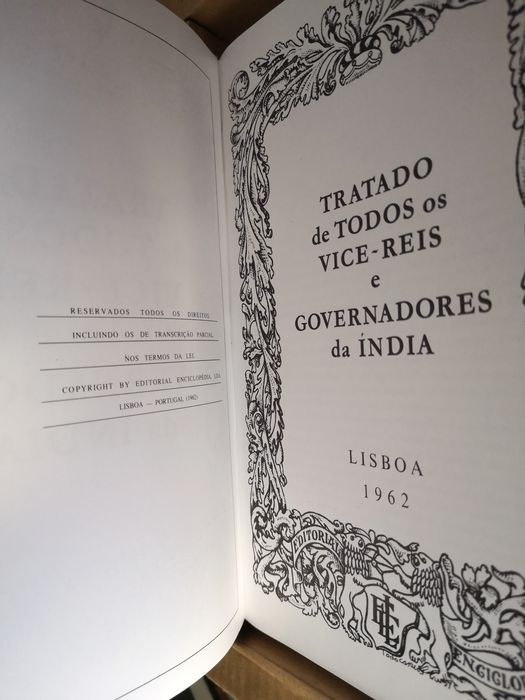 RESERVADOS TODOS OS DIREITOS,
INCLUINDO OS DE TRANSCRIÇÃO PARCIAL,
NOS TERMOS DA LEI.
COPYRIGHT BY EDITORIAL ENCICLOPÉDIA, LDA
LISBOA — PORTUGAL (1962)
TRATADO
de TODOS os
VICE-REIS
e
GOVERNADORES
da ÍNDIA
LISBOA
1962
EDITORIAL